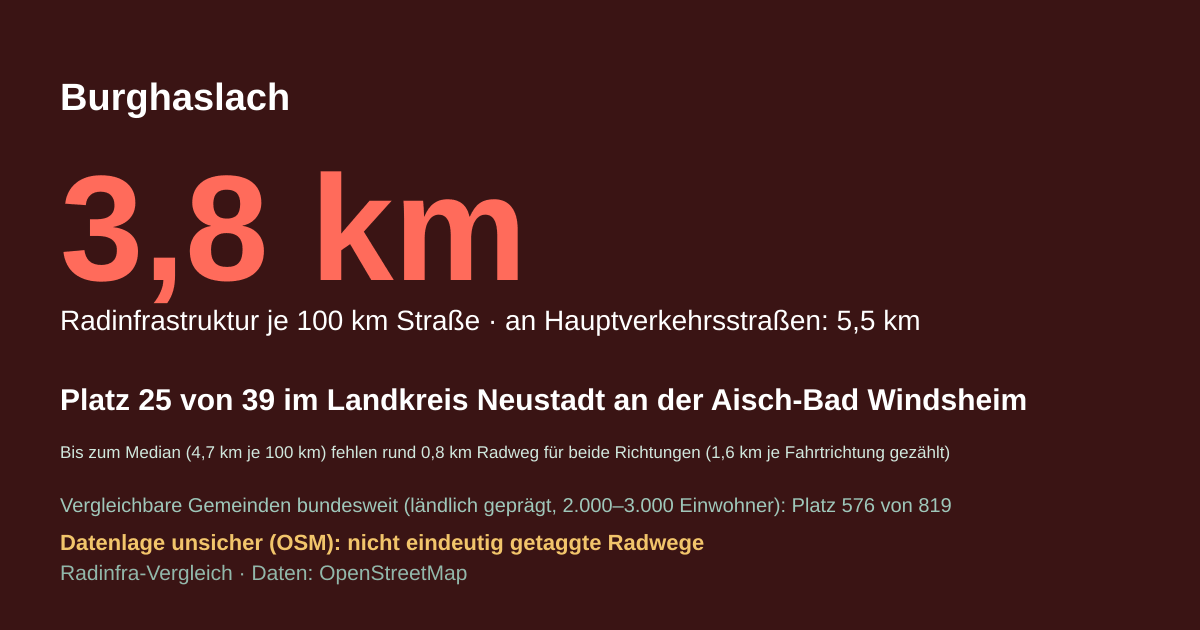 Burghaslach
3,8 km
Radinfrastruktur je 100 km Straße · an Hauptverkehrsstraßen: 5,5 km
Platz 25 von 39 im Landkreis Neustadt an der Aisch-Bad Windsheim
Bis zum Median (4,7 km je 100 km) fehlen rund 0,8 km Radweg für beide Richtungen (1,6 km je Fahrtrichtung gezählt)
Vergleichbare Gemeinden bundesweit (ländlich geprägt, 2.000–3.000 Einwohner): Platz 576 von 819
Datenlage unsicher (OSM): nicht eindeutig getaggte Radwege
Radinfra-Vergleich · Daten: OpenStreetMap